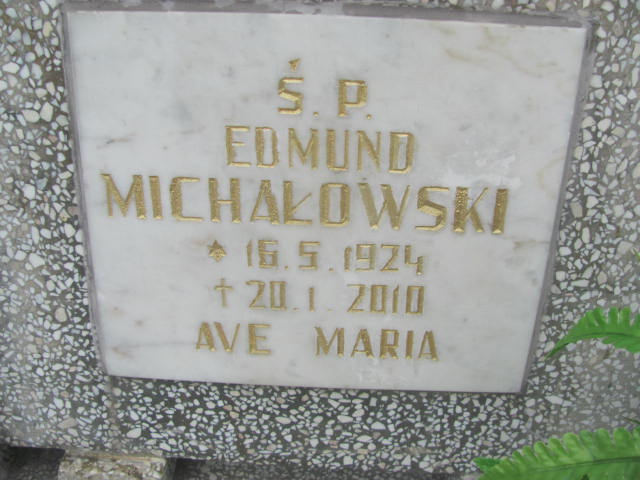 Ś. P.
EDMUND
MICHAŁOWSKI
* 16.5.1924
† 20.1.2010
AVE MARIA